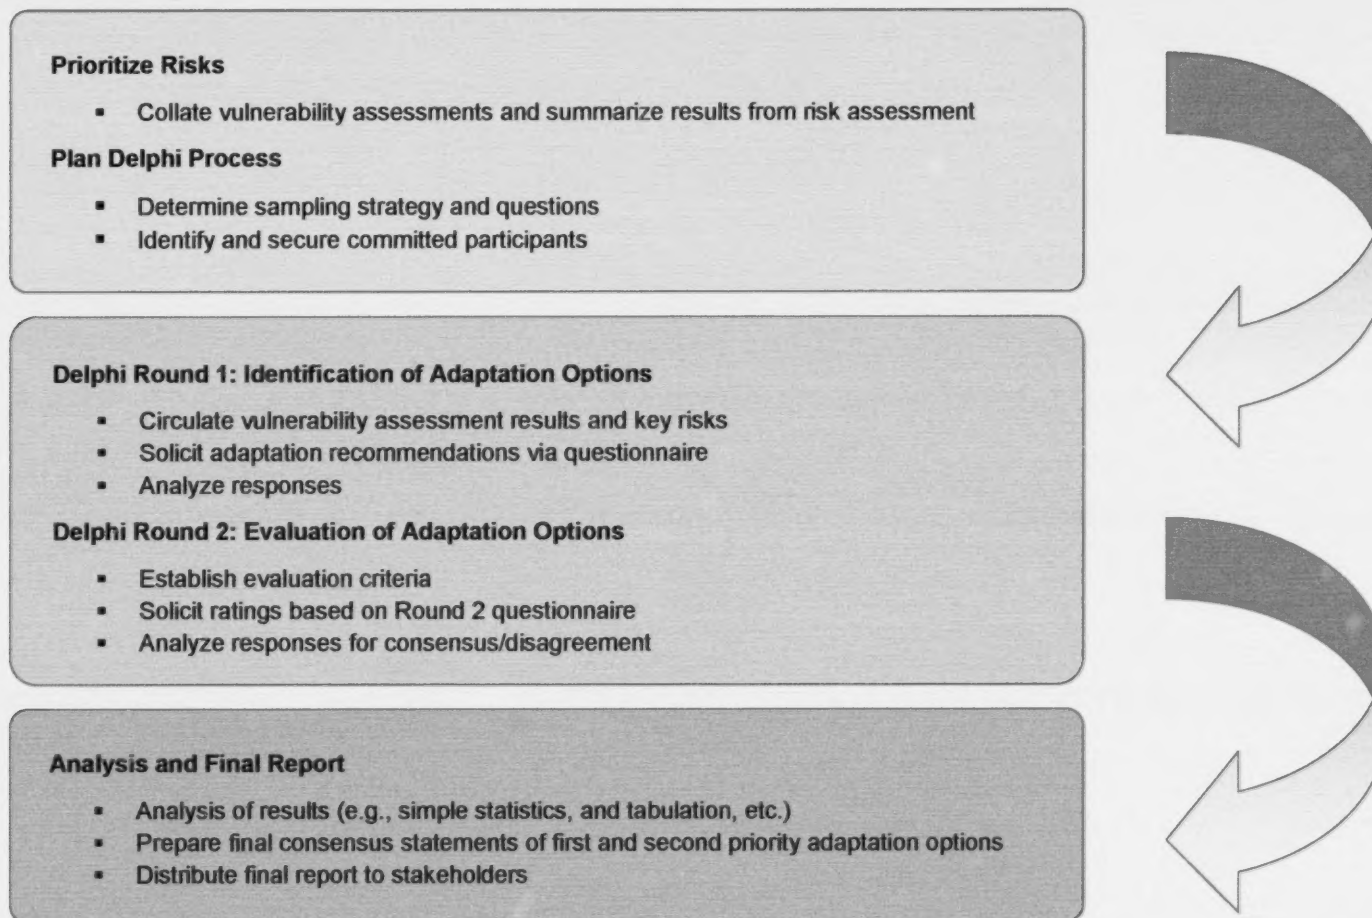 Prioritize Risks
▪ Collate vulnerability assessments and summarize results from risk assessment
Plan Delphi Process
▪ Determine sampling strategy and questions
▪ Identify and secure committed participants
Delphi Round 1: Identification of Adaptation Options
▪ Circulate vulnerability assessment results and key risks
▪ Solicit adaptation recommendations via questionnaire
▪ Analyze responses
Delphi Round 2: Evaluation of Adaptation Options
▪ Establish evaluation criteria
▪ Solicit ratings based on Round 2 questionnaire
▪ Analyze responses for consensus/disagreement
Analysis and Final Report
▪ Analysis of results (e.g., simple statistics, and tabulation, etc.)
▪ Prepare final consensus statements of first and second priority adaptation options
▪ Distribute final report to stakeholders